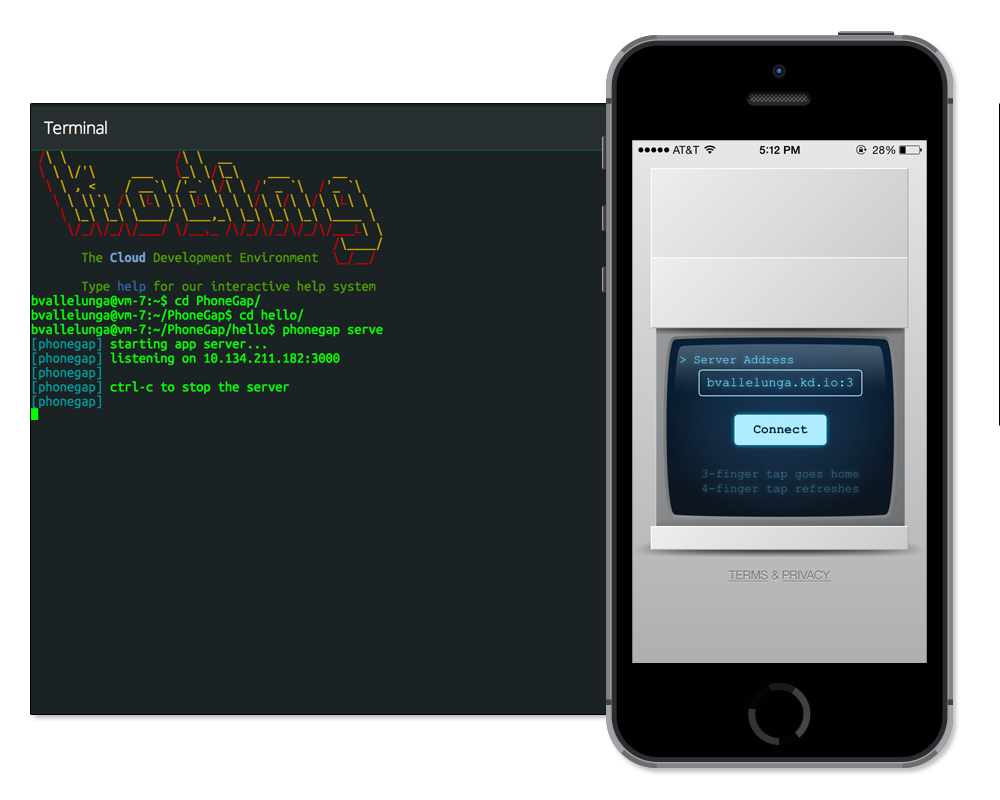 Terminal
koding
The Cloud Development Environment
Type help for our interactive help system
bvallelunga@vm-7:~$ cd PhoneGap/
bvallelunga@vm-7:~/PhoneGap$ cd hello/
bvallelunga@vm-7:~/PhoneGap/hello$ phonegap serve
[phonegap] starting app server...
[phonegap] listening on 10.134.211.182:3000
[phonegap]
[phonegap] ctrl-c to stop the server
[phonegap]
AT&T 5:12 PM 28%
> Server Address
bvallelunga.kd.io:3
Connect
3-finger tap goes home
4-finger tap refreshes
TERMS & PRIVACY